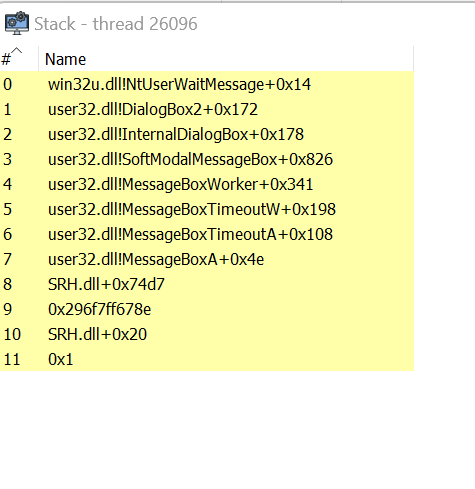 Stack - thread 26096
# Name
0 win32u.dll!NtUserWaitMessage+0x14
1 user32.dll!DialogBox2+0x172
2 user32.dll!InternalDialogBox+0x178
3 user32.dll!SoftModalMessageBox+0x826
4 user32.dll!MessageBoxWorker+0x341
5 user32.dll!MessageBoxTimeoutW+0x198
6 user32.dll!MessageBoxTimeoutA+0x108
7 user32.dll!MessageBoxA+0x4e
8 SRH.dll+0x74d7
9 0x296f7ff678e
10 SRH.dll+0x20
11 0x1